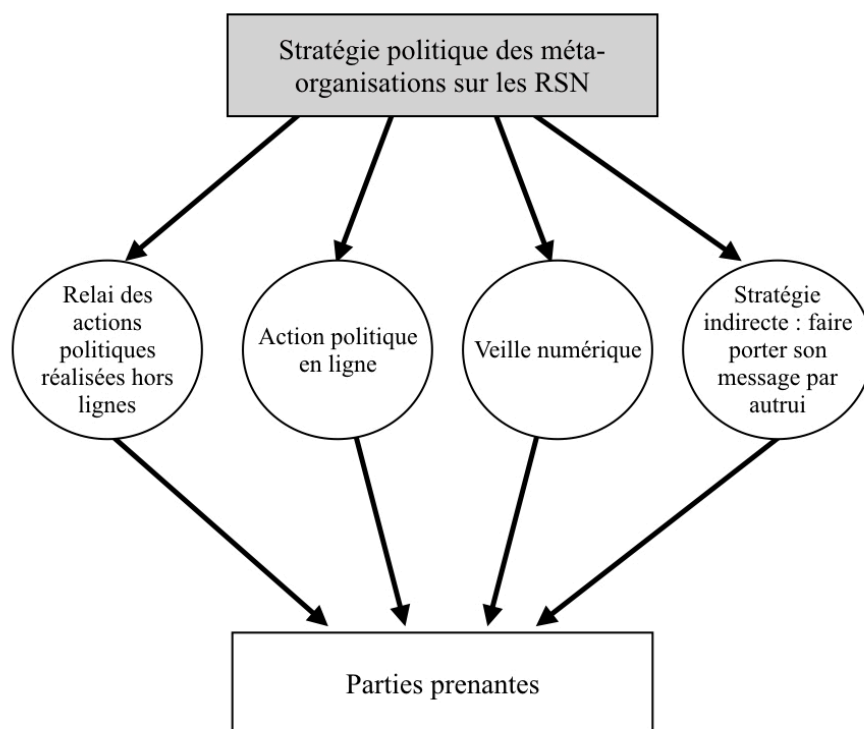 Stratégie politique des méta-
organisations sur les RSN
Relai des
actions
politiques
réalisées hors
lignes
Action politique
en ligne
Veille numérique
Stratégie
indirecte : faire
porter son
message par
autrui
Parties prenantes